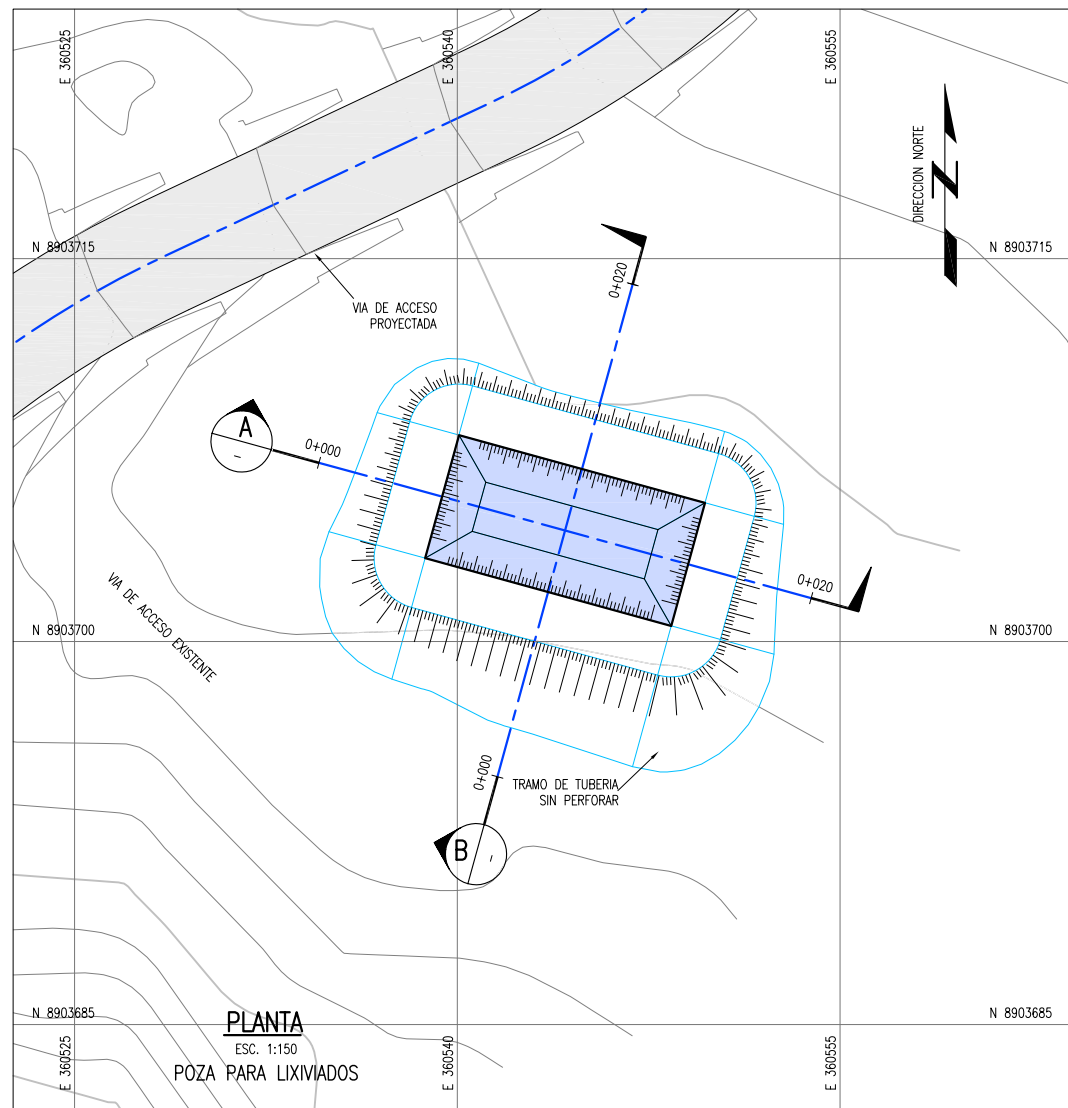 E 360525
E 360540
E 360555
DIRECCION NORTE
N
N 8903715
N 8903715
0+020
VIA DE ACCESO
PROYECTADA
A
-
0+000
0+020
VIA DE ACCESO EXISTENTE
N 8903700
N 8903700
0+000
TRAMO DE TUBERIA
SIN PERFORAR
B
-
N 8903685
N 8903685
PLANTA
ESC. 1:150
POZA PARA LIXIVIADOS
E 360525
E 360540
E 360555